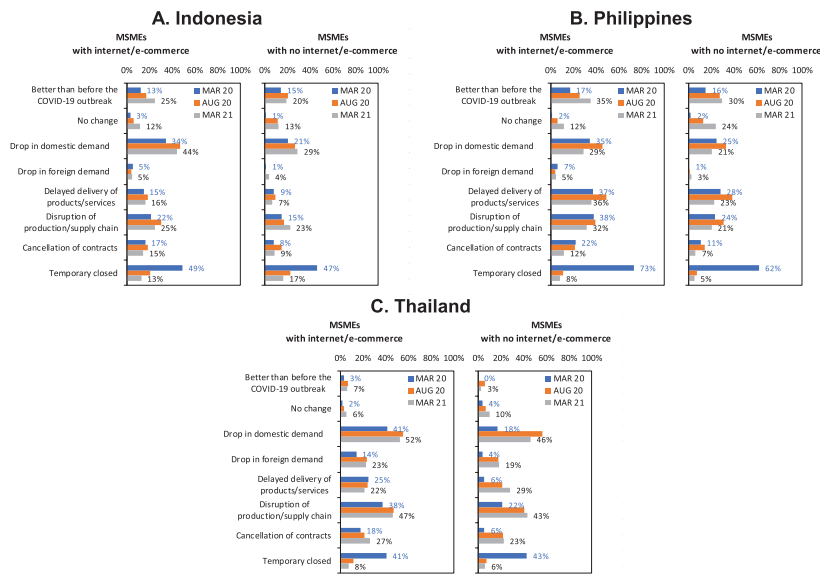 A. Indonesia
MSMEs
with internet/e-commerce
MSMEs
with no internet/e-commerce
0% 20% 40% 60% 80% 100%
0% 20% 40% 60% 80% 100%
Better than before the
COVID-19 outbreak
13%
25%
15%
20%
MAR 20
AUG 20
MAR 21
MAR 20
AUG 20
MAR 21
No change
3%
12%
1%
13%
Drop in domestic demand
34%
44%
21%
29%
Drop in foreign demand
5%
5%
1%
4%
Delayed delivery of
products/services
15%
16%
9%
7%
Disruption of
production/supply chain
22%
25%
15%
23%
Cancellation of contracts
17%
15%
8%
9%
Temporary closed
49%
13%
47%
17%
B. Philippines
MSMEs
with internet/e-commerce
MSMEs
with no internet/e-commerce
0% 20% 40% 60% 80% 100%
0% 20% 40% 60% 80% 100%
Better than before the
COVID-19 outbreak
17%
35%
16%
30%
MAR 20
AUG 20
MAR 21
MAR 20
AUG 20
MAR 21
No change
2%
12%
2%
24%
Drop in domestic demand
35%
29%
25%
21%
Drop in foreign demand
7%
5%
1%
3%
Delayed delivery of
products/services
37%
36%
28%
23%
Disruption of
production/supply chain
38%
32%
24%
21%
Cancellation of contracts
22%
12%
11%
7%
Temporary closed
73%
8%
62%
5%
C. Thailand
MSMEs
with internet/e-commerce
MSMEs
with no internet/e-commerce
0% 20% 40% 60% 80% 100%
0% 20% 40% 60% 80% 100%
Better than before the
COVID-19 outbreak
3%
7%
0%
3%
MAR 20
AUG 20
MAR 21
MAR 20
AUG 20
MAR 21
No change
2%
6%
4%
10%
Drop in domestic demand
41%
52%
18%
46%
Drop in foreign demand
14%
23%
4%
19%
Delayed delivery of
products/services
25%
22%
6%
29%
Disruption of
production/supply chain
38%
47%
22%
43%
Cancellation of contracts
18%
27%
6%
23%
Temporary closed
41%
8%
43%
6%